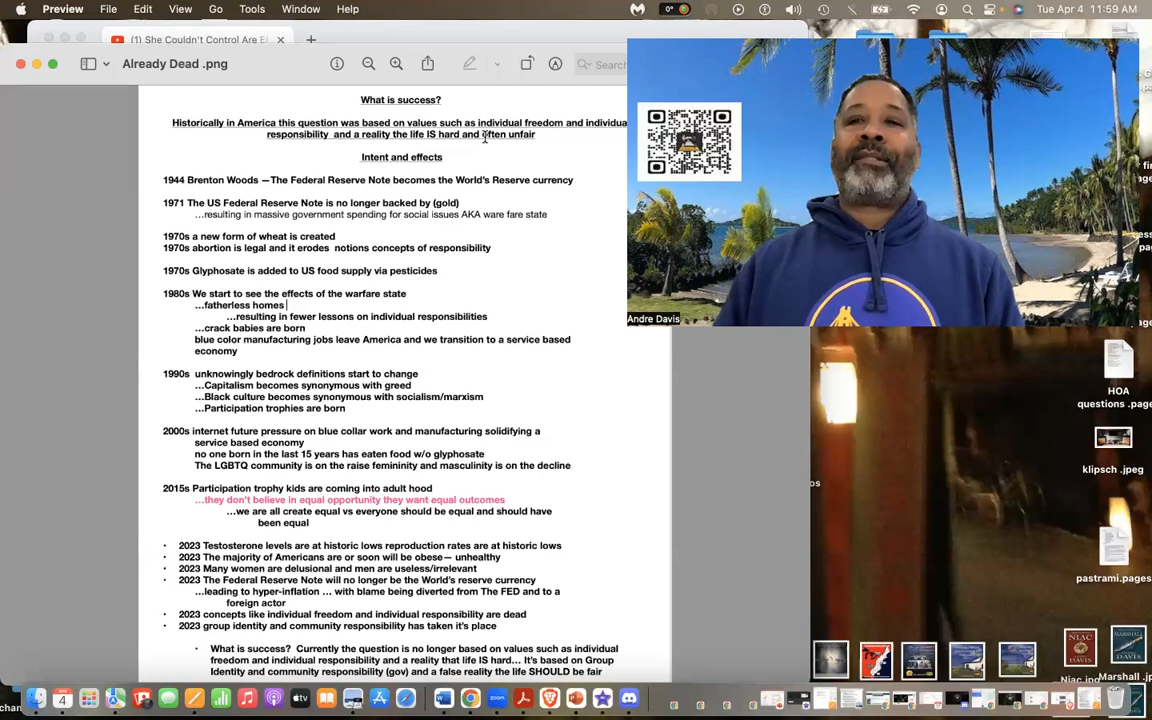 Preview File Edit View Go Tools Window Help
0°
Tue Apr 4 11:59 AM
(1) She Couldn't Control Are El
Already Dead .png
Search
What is success?
Historically in America this question was based on values such as individual freedom and individua
responsibility and a reality the life IS hard and often unfair
Intent and effects
1944 Brenton Woods —The Federal Reserve Note becomes the World's Reserve currency
1971 The US Federal Reserve Note is no longer backed by (gold)
...resulting in massive government spending for social issues AKA ware fare state
1970s a new form of wheat is created
1970s abortion is legal and it erodes notions concepts of responsibility
1970s Glyphosate is added to US food supply via pesticides
1980s We start to see the effects of the warfare state
...fatherless homes
...resulting in fewer lessons on individual responsibilities
...crack babies are born
blue color manufacturing jobs leave America and we transition to a service based
economy
1990s unknowingly bedrock definitions start to change
...Capitalism becomes synonymous with greed
...Black culture becomes synonymous with socialism/marxism
...Participation trophies are born
2000s internet future pressure on blue collar work and manufacturing solidifying a
service based economy
no one born in the last 15 years has eaten food w/o glyphosate
The LGBTQ community is on the raise femininity and masculinity is on the decline
2015s Participation trophy kids are coming into adult hood
...they don't believe in equal opportunity they want equal outcomes
...we are all create equal vs everyone should be equal and should have
been equal
· 2023 Testosterone levels are at historic lows reproduction rates are at historic lows
· 2023 The majority of Americans are or soon will be obese— unhealthy
· 2023 Many women are delusional and men are useless/irrelevant
· 2023 The Federal Reserve Note will no longer be the World's reserve currency
...leading to hyper-inflation ... with blame being diverted from The FED and to a
foreign actor
· 2023 concepts like individual freedom and individual responsibility are dead
· 2023 group identity and community responsibility has taken it's place
· What is success? Currently the question is no longer based on values such as individual
freedom and individual responsibility and a reality that life IS hard... It's based on Group
Identity and community responsibility (gov) and a false reality the life SHOULD be fair
Andre Davis
HOA
questions .pages
klipsch .jpeg
pastrami.pages
NIAC
DAVIS
MARSHALL
DAVIS
Niac.jpg
Marshall .jp